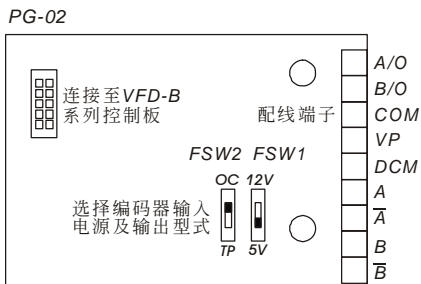 PG-02
连接至VFD-B
系列控制板
配线端子
A/O
B/O
COM
VP
DCM
A
A̅
B
B̅
FSW2 FSW1
OC 12V
选择编码器输入
电源及输出型式
TP 5V